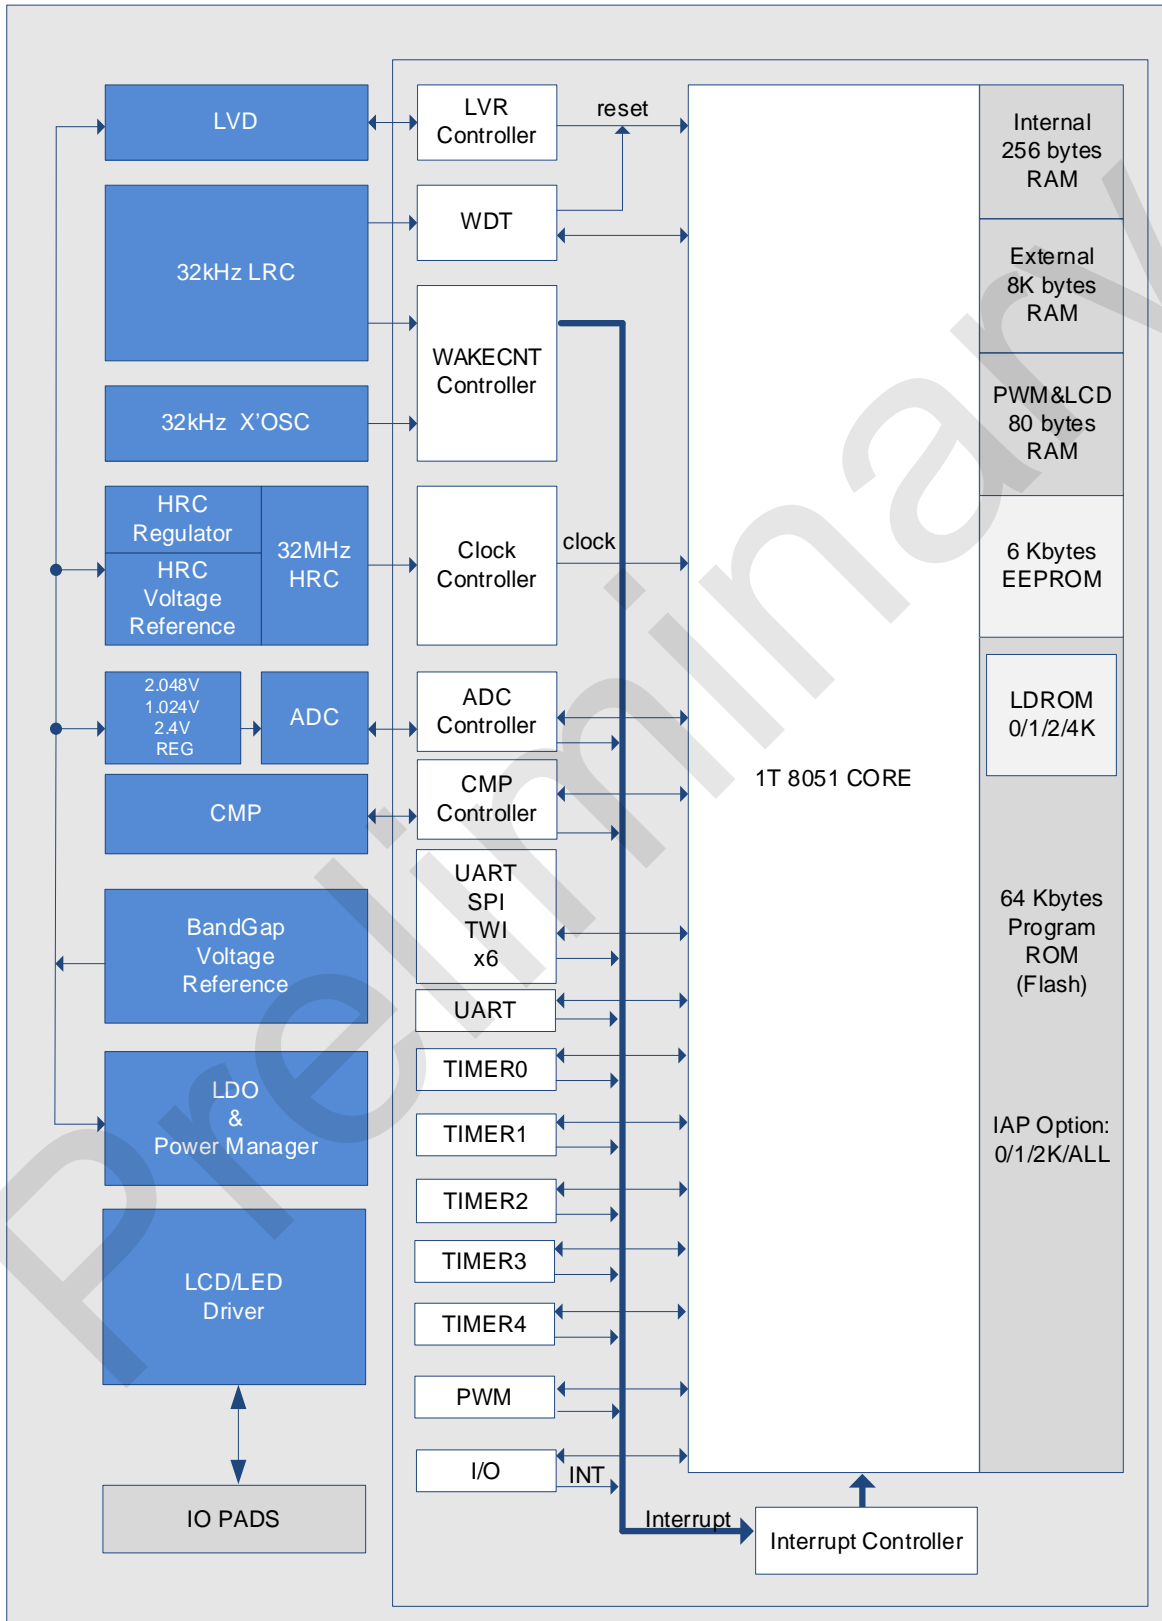 LVD
LVR
Controller
reset
Internal
256 bytes
RAM
32kHz LRC
WDT
External
8K bytes
RAM
WAKECNT
Controller
32kHz X'OSC
PWM&LCD
80 bytes
RAM
HRC
Regulator
HRC
Voltage
Reference
32MHz
HRC
Clock
Controller
clock
6 Kbytes
EEPROM
2.048V
1.024V
2.4V
REG
ADC
ADC
Controller
LDROM
0/1/2/4K
CMP
CMP
Controller
1T 8051 CORE
UART
SPI
TWI
x6
BandGap
Voltage
Reference
64 Kbytes
Program
ROM
(Flash)
UART
TIMER0
LDO
&
Power Manager
TIMER1
IAP Option:
0/1/2K/ALL
TIMER2
TIMER3
LCD/LED
Driver
TIMER4
PWM
I/O
INT
IO PADS
Interrupt
Interrupt Controller
Preliminary